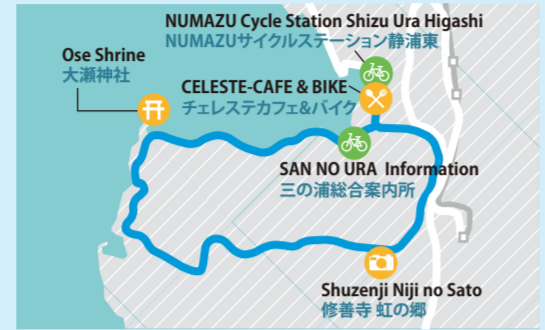 NUMAZU Cycle Station Shizu Ura Higashi
NUMAZUサイクルステーション静浦東
Ose Shrine
大瀬神社
CELESTE-CAFE & BIKE
チェレステカフェ&バイク
SAN NO URA Information
三の浦総合案内所
Shuzenji Niji no Sato
修善寺 虹の郷